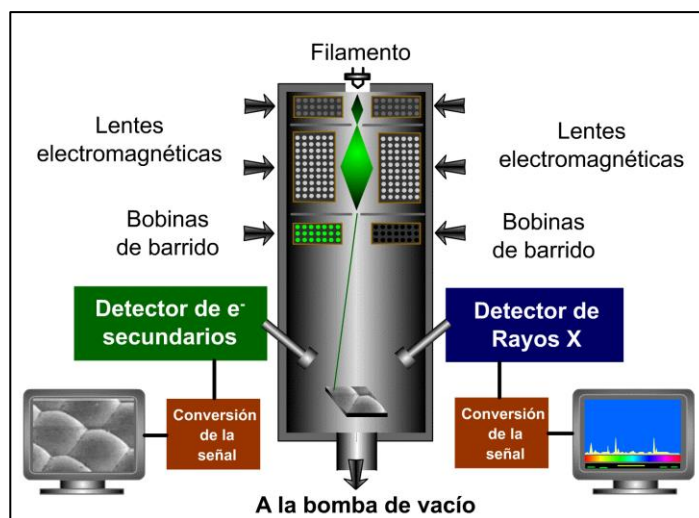 Filamento
Lentes
electromagnéticas
Lentes
electromagnéticas
Bobinas
de barrido
Bobinas
de barrido
Detector de e-
secundarios
Detector de
Rayos X
Conversión
de la
señal
Conversión
de la
señal
A la bomba de vacío